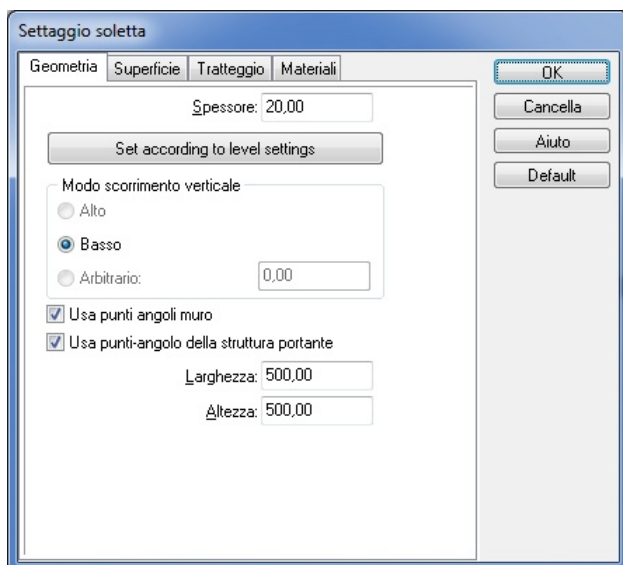 Settaggio soletta
Geometria Superficie Tratteggio Materiali
Spessore: 20,00
Set according to level settings
Modo scorrimento verticale
Alto
Basso
Arbitrario: 0,00
Usa punti angoli muro
Usa punti-angolo della struttura portante
Larghezza: 500,00
Altezza: 500,00
OK
Cancella
Aiuto
Default